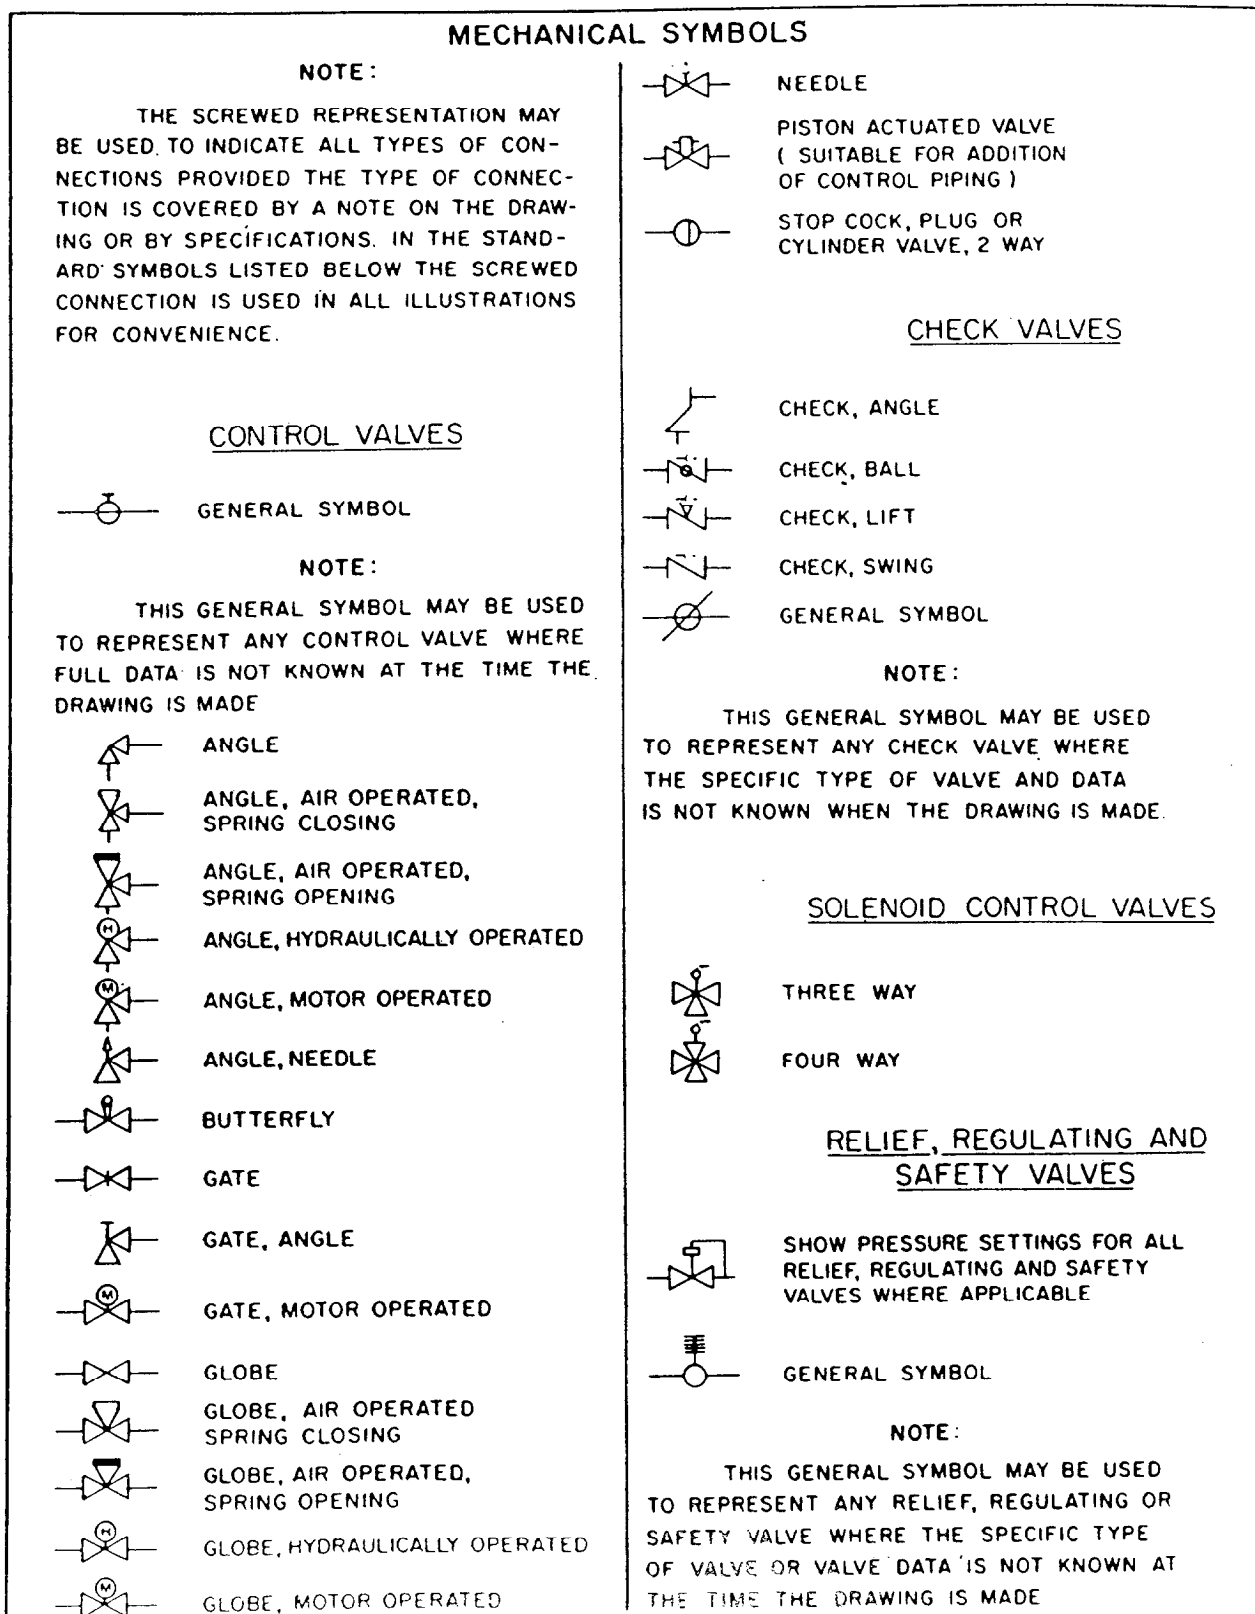 MECHANICAL SYMBOLS
NOTE:
THE SCREWED REPRESENTATION MAY
BE USED TO INDICATE ALL TYPES OF CON-
NECTIONS PROVIDED THE TYPE OF CONNEC-
TION IS COVERED BY A NOTE ON THE DRAW-
ING OR BY SPECIFICATIONS. IN THE STAND-
ARD SYMBOLS LISTED BELOW THE SCREWED
CONNECTION IS USED IN ALL ILLUSTRATIONS
FOR CONVENIENCE.
CONTROL VALVES
GENERAL SYMBOL
NOTE:
THIS GENERAL SYMBOL MAY BE USED
TO REPRESENT ANY CONTROL VALVE WHERE
FULL DATA IS NOT KNOWN AT THE TIME THE
DRAWING IS MADE
ANGLE
ANGLE, AIR OPERATED,
SPRING CLOSING
ANGLE, AIR OPERATED,
SPRING OPENING
H
ANGLE, HYDRAULICALLY OPERATED
M
ANGLE, MOTOR OPERATED
ANGLE, NEEDLE
BUTTERFLY
GATE
GATE, ANGLE
M
GATE, MOTOR OPERATED
GLOBE
GLOBE, AIR OPERATED
SPRING CLOSING
GLOBE, AIR OPERATED,
SPRING OPENING
H
GLOBE, HYDRAULICALLY OPERATED
M
GLOBE, MOTOR OPERATED
NEEDLE
PISTON ACTUATED VALVE
( SUITABLE FOR ADDITION
OF CONTROL PIPING )
STOP COCK, PLUG OR
CYLINDER VALVE, 2 WAY
CHECK VALVES
CHECK, ANGLE
CHECK, BALL
CHECK, LIFT
CHECK, SWING
GENERAL SYMBOL
NOTE:
THIS GENERAL SYMBOL MAY BE USED
TO REPRESENT ANY CHECK VALVE WHERE
THE SPECIFIC TYPE OF VALVE AND DATA
IS NOT KNOWN WHEN THE DRAWING IS MADE.
SOLENOID CONTROL VALVES
THREE WAY
FOUR WAY
RELIEF, REGULATING AND
SAFETY VALVES
SHOW PRESSURE SETTINGS FOR ALL
RELIEF, REGULATING AND SAFETY
VALVES WHERE APPLICABLE
GENERAL SYMBOL
NOTE:
THIS GENERAL SYMBOL MAY BE USED
TO REPRESENT ANY RELIEF, REGULATING OR
SAFETY VALVE WHERE THE SPECIFIC TYPE
OF VALVE OR VALVE DATA IS NOT KNOWN AT
THE TIME THE DRAWING IS MADE